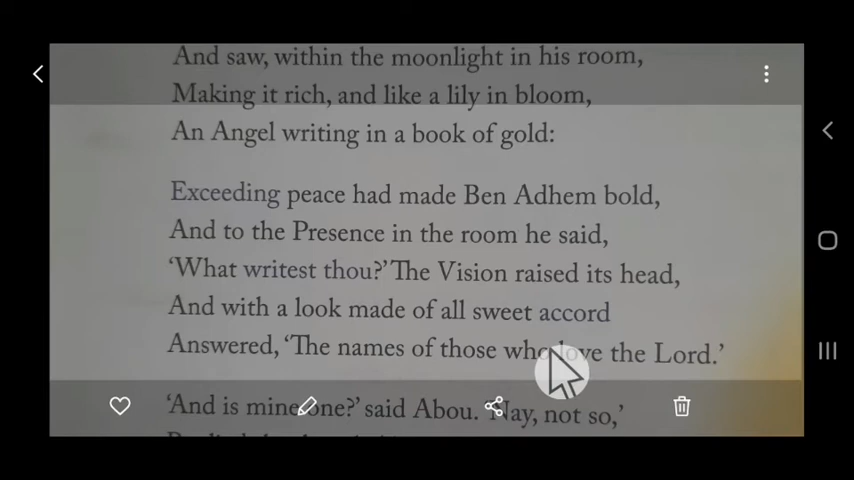 And saw, within the moonlight in his room,
Making it rich, and like a lily in bloom,
An Angel writing in a book of gold:
Exceeding peace had made Ben Adhem bold,
And to the Presence in the room he said,
‘What writest thou?’ The Vision raised its head,
And with a look made of all sweet accord
Answered, ‘The names of those who love the Lord.’
‘And is mine one?’ said Abou. ‘Nay, not so,’